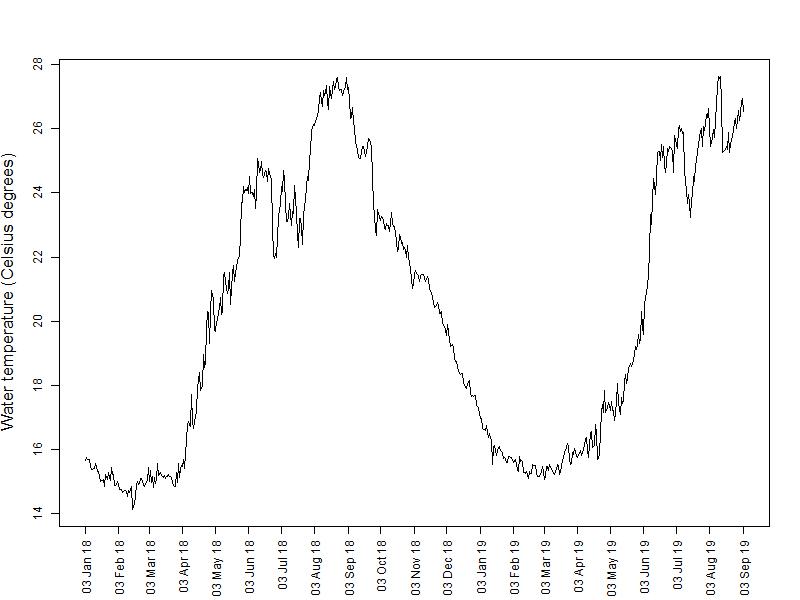 Water temperature (Celsius degrees)
28
26
24
22
20
18
16
14
03 Jan 18
03 Feb 18
03 Mar 18
03 Apr 18
03 May 18
03 Jun 18
03 Jul 18
03 Aug 18
03 Sep 18
03 Oct 18
03 Nov 18
03 Dec 18
03 Jan 19
03 Feb 19
03 Mar 19
03 Apr 19
03 May 19
03 Jun 19
03 Jul 19
03 Aug 19
03 Sep 19